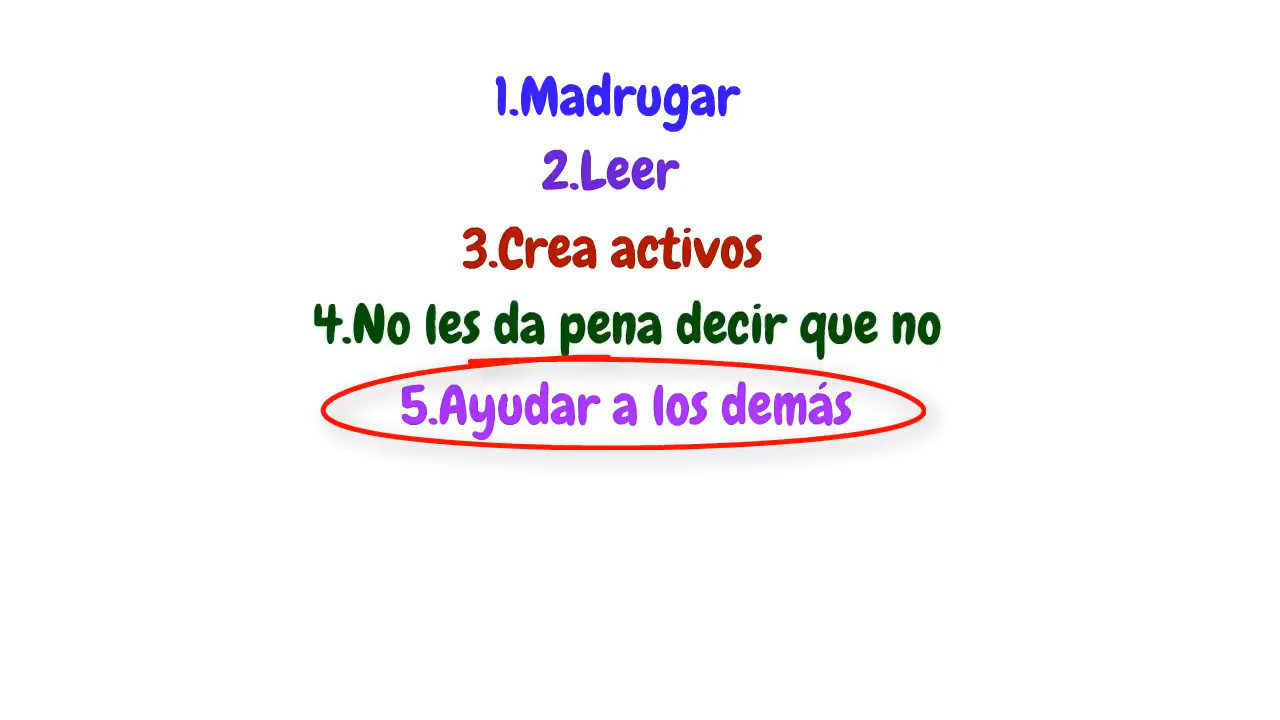 1.Madrugar
2.Leer
3.Crea activos
4.No les da pena decir que no
5.Ayudar a los demás